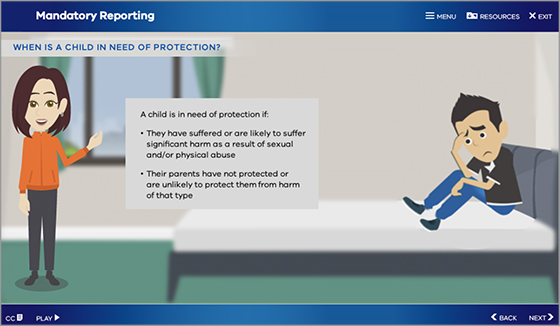 Mandatory Reporting
MENU
RESOURCES
EXIT
WHEN IS A CHILD IN NEED OF PROTECTION?
A child is in need of protection if:
• They have suffered or are likely to suffer
significant harm as a result of sexual
and/or physical abuse
• Their parents have not protected or
are unlikely to protect them from harm
of that type
CC
PLAY
BACK
NEXT